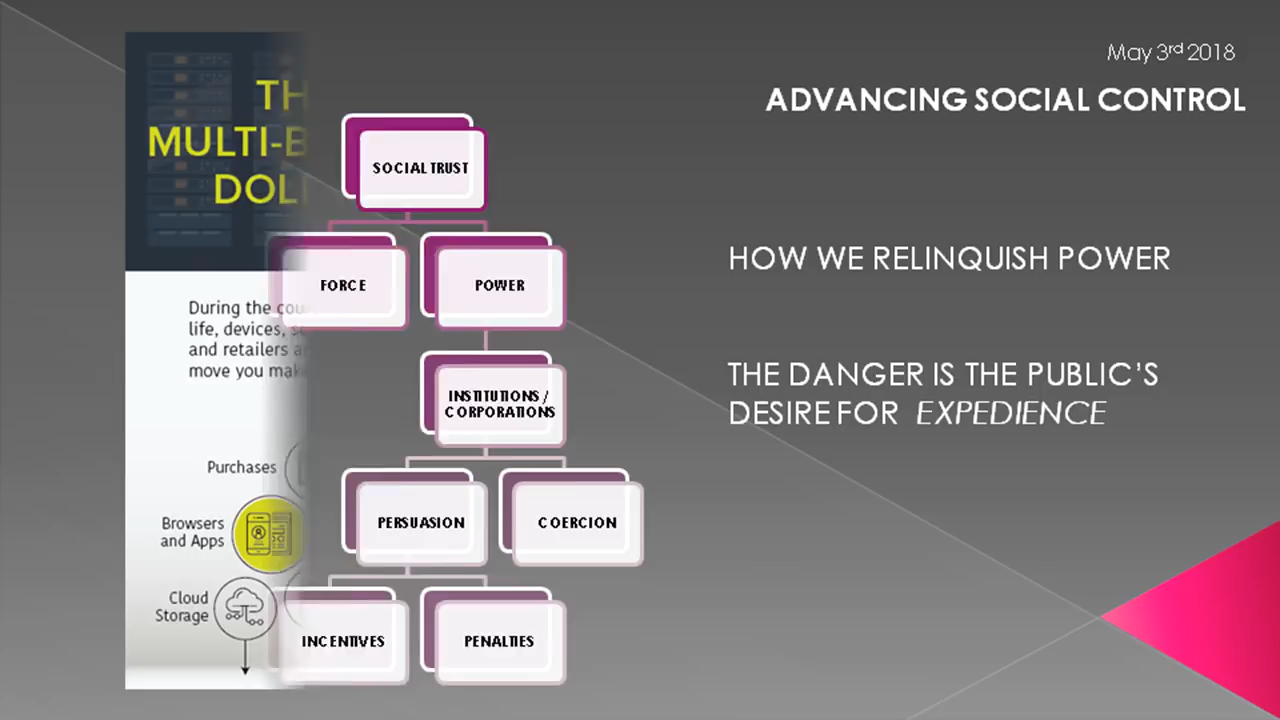 May 3rd 2018
ADVANCING SOCIAL CONTROL
HOW WE RELINQUISH POWER
THE DANGER IS THE PUBLIC'S
DESIRE FOR EXPEDIENCE
SOCIAL TRUST
FORCE
POWER
INSTITUTIONS /
CORPORATIONS
PERSUASION
COERCION
INCENTIVES
PENALTIES
TH
MULTI-B
DOL
During the cou
life, devices, s
and retailers a
move you mak
Purchases
Browsers
and Apps
Cloud
Storage